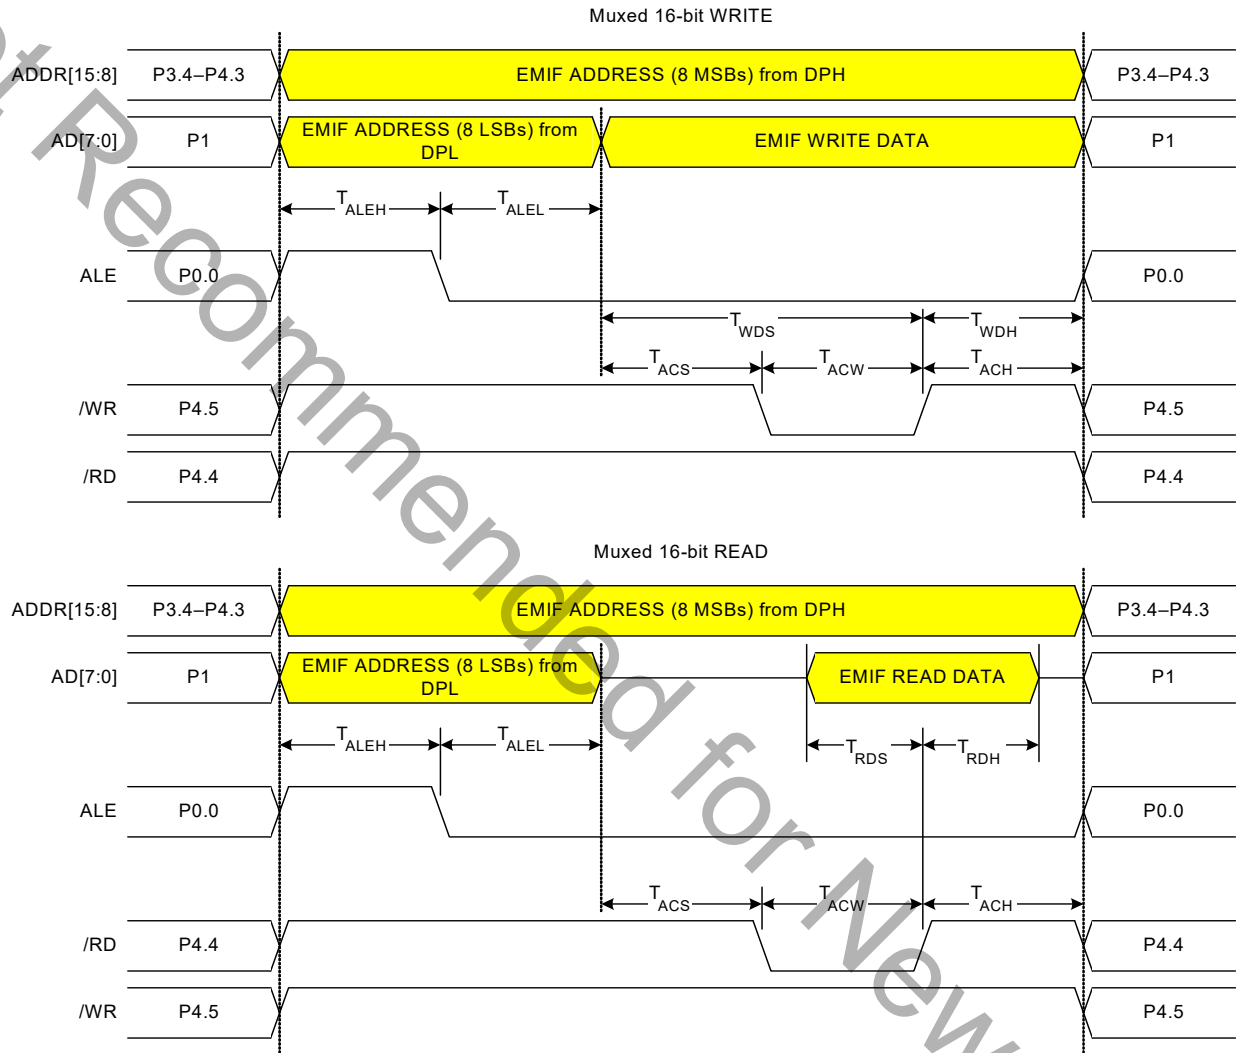 Muxed 16-bit WRITE
ADDR[15:8] P3.4–P4.3 EMIF ADDRESS (8 MSBs) from DPH P3.4–P4.3
AD[7:0] P1 EMIF ADDRESS (8 LSBs) from DPL EMIF WRITE DATA P1
TALEH TALEL
ALE P0.0 P0.0
TWDS TWDH
TACS TACW TACH
/WR P4.5 P4.5
/RD P4.4 P4.4
Muxed 16-bit READ
ADDR[15:8] P3.4–P4.3 EMIF ADDRESS (8 MSBs) from DPH P3.4–P4.3
AD[7:0] P1 EMIF ADDRESS (8 LSBs) from DPL EMIF READ DATA P1
TALEH TALEL TRDS TRDH
ALE P0.0 P0.0
TACS TACW TACH
/RD P4.4 P4.4
/WR P4.5 P4.5
Recommended for New